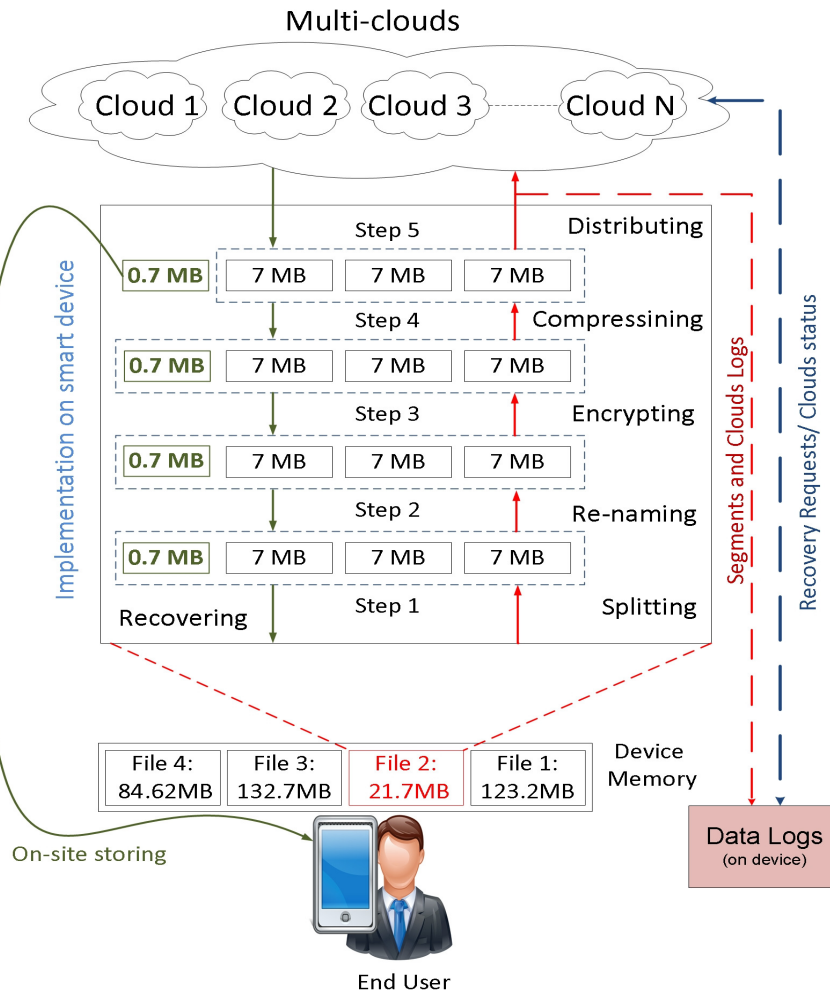 Multi-clouds
Cloud 1
Cloud 2
Cloud 3
Cloud N
Step 5
Distributing
0.7 MB
7 MB
7 MB
7 MB
Step 4
Compressining
0.7 MB
7 MB
7 MB
7 MB
Step 3
Encrypting
0.7 MB
7 MB
7 MB
7 MB
Step 2
Re-naming
0.7 MB
7 MB
7 MB
7 MB
Recovering
Step 1
Splitting
Implementation on smart device
Segments and Clouds Logs
Recovery Requests/ Clouds status
File 4:
84.62MB
File 3:
132.7MB
File 2:
21.7MB
File 1:
123.2MB
Device
Memory
On-site storing
Data Logs
(on device)
End User